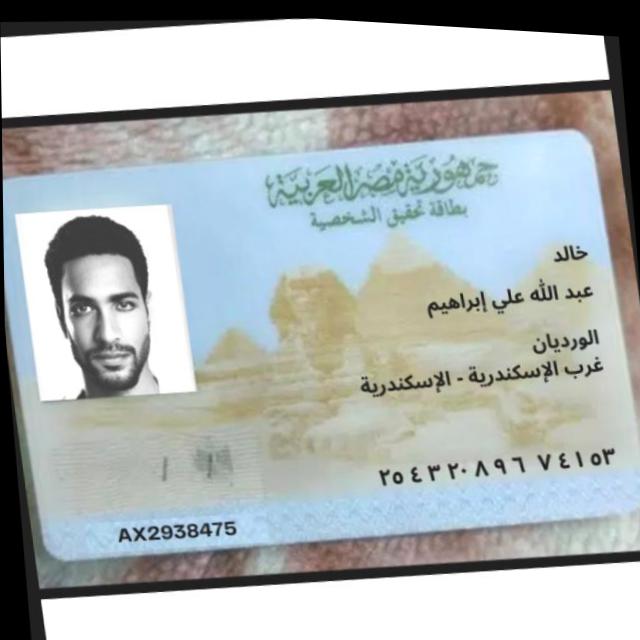 جمهورية مصر العربية
بطاقة تحقيق الشخصية
خالد
عبد الله علي إبراهيم
الورديان
غرب الإسكندرية - الإسكندرية
٢٥٤٣٢٠٨٩٦٧٤١٥٣
AX2938475